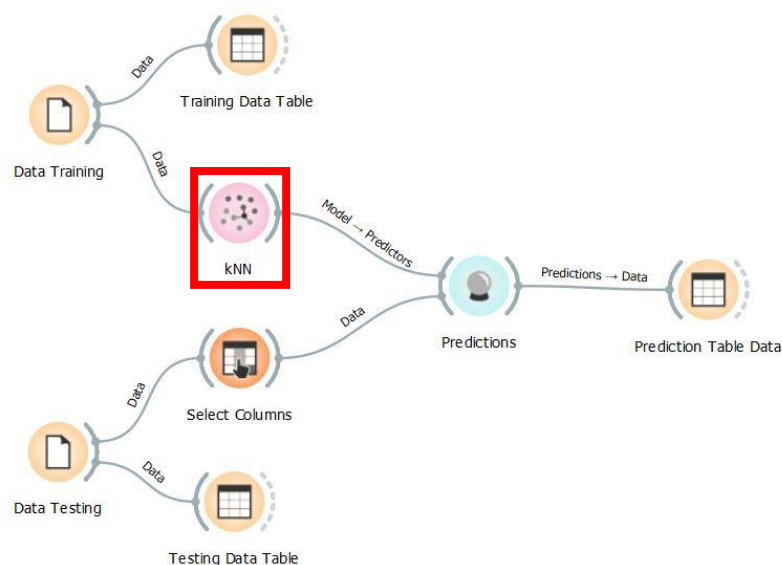 Data
Training Data Table
Data Training
Data
kNN
Model → Predictors
Data
Predictions
Predictions → Data
Prediction Table Data
Data
Select Columns
Data Testing
Data
Testing Data Table